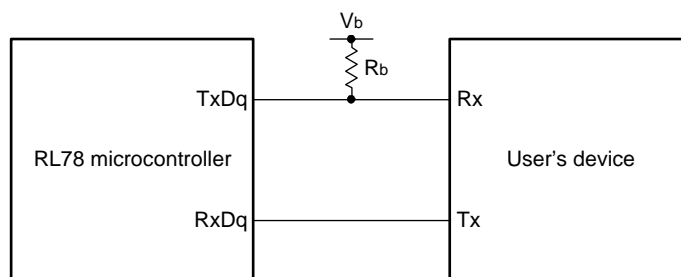 Vb
Rb
TxDq
Rx
RL78 microcontroller
User's device
RxDq
Tx